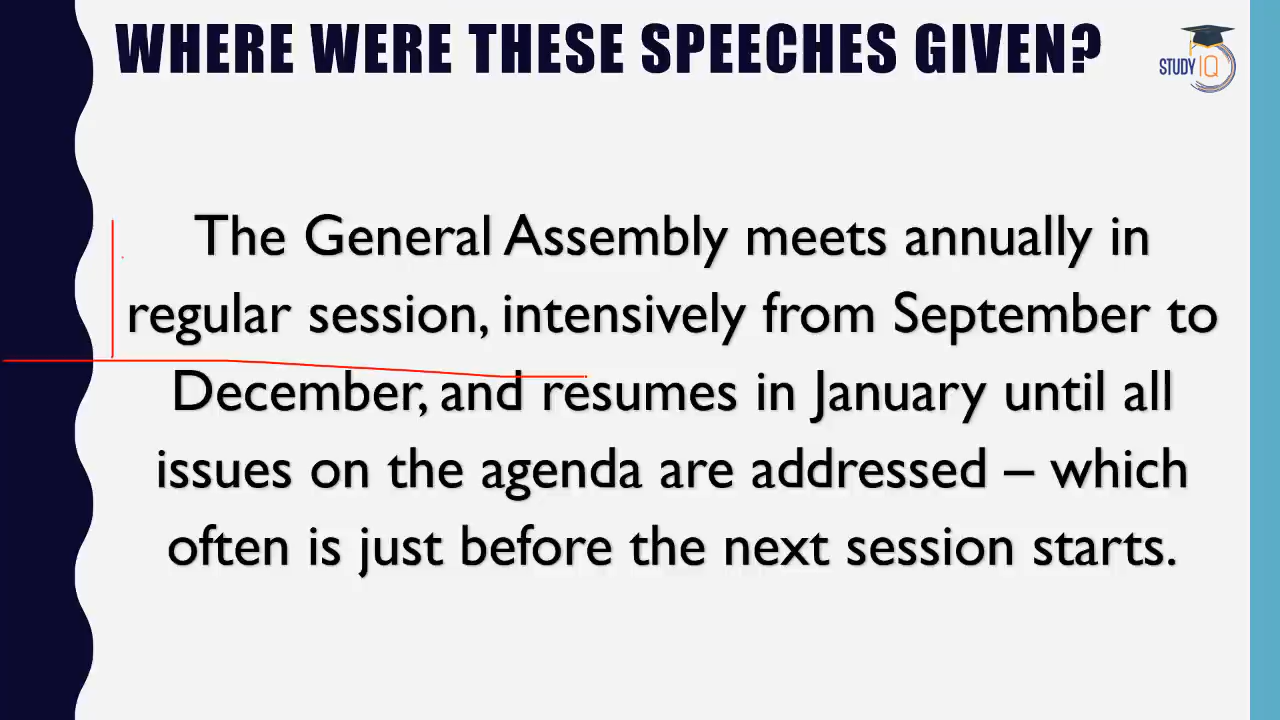 WHERE WERE THESE SPEECHES GIVEN?
STUDY IQ
The General Assembly meets annually in
regular session, intensively from September to
December, and resumes in January until all
issues on the agenda are addressed – which
often is just before the next session starts.